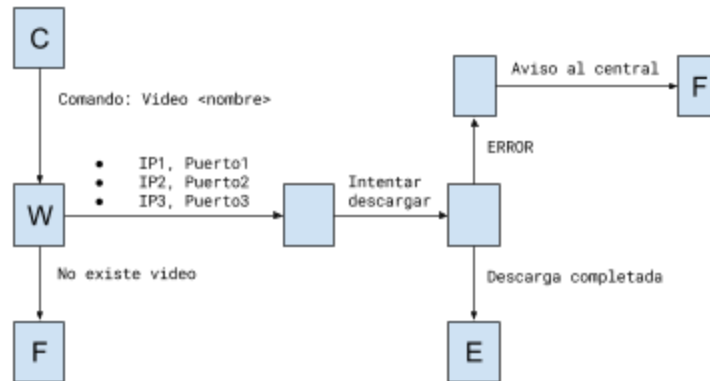 C
Comando: Video <nombre>
W
● IP1, Puerto1
● IP2, Puerto2
● IP3, Puerto3
No existe video
F
Intentar
descargar
ERROR
Aviso al central
F
Descarga completada
E